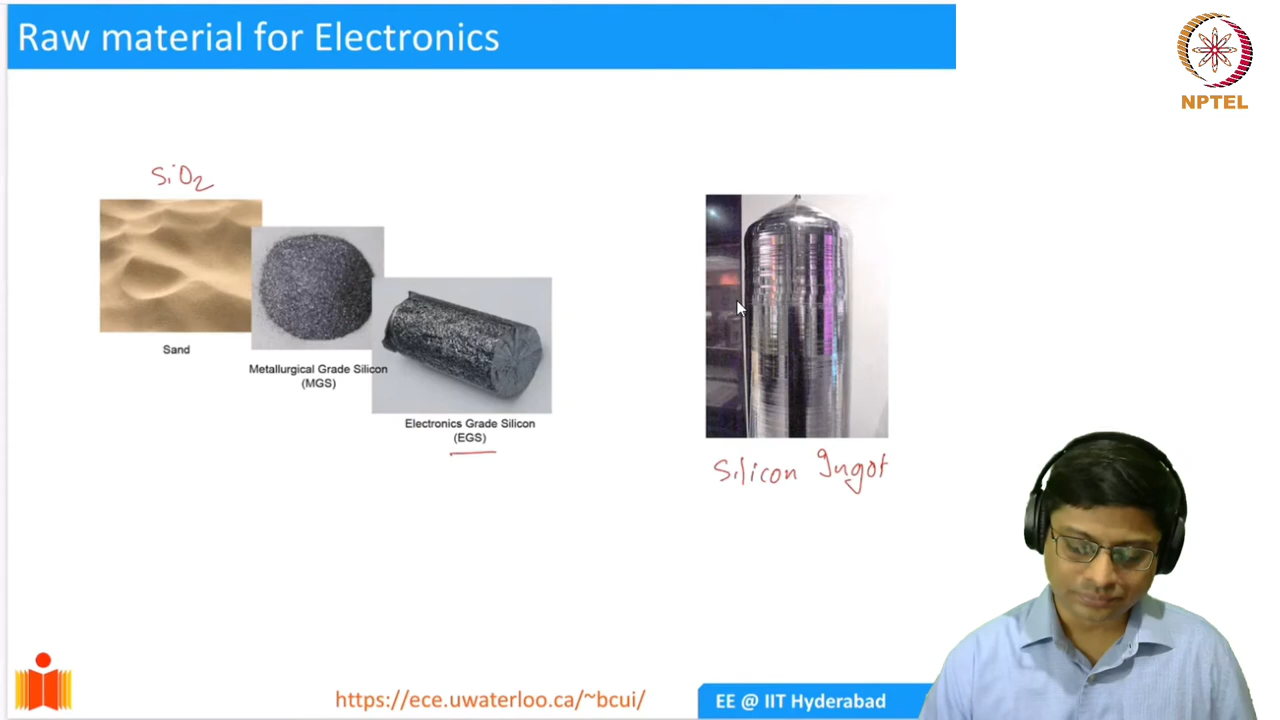 Raw material for Electronics
NPTEL
SiO2
Sand
Metallurgical Grade Silicon
(MGS)
Electronics Grade Silicon
(EGS)
Silicon Ingot
https://ece.uwaterloo.ca/~bcui/
EE @ IIT Hyderabad